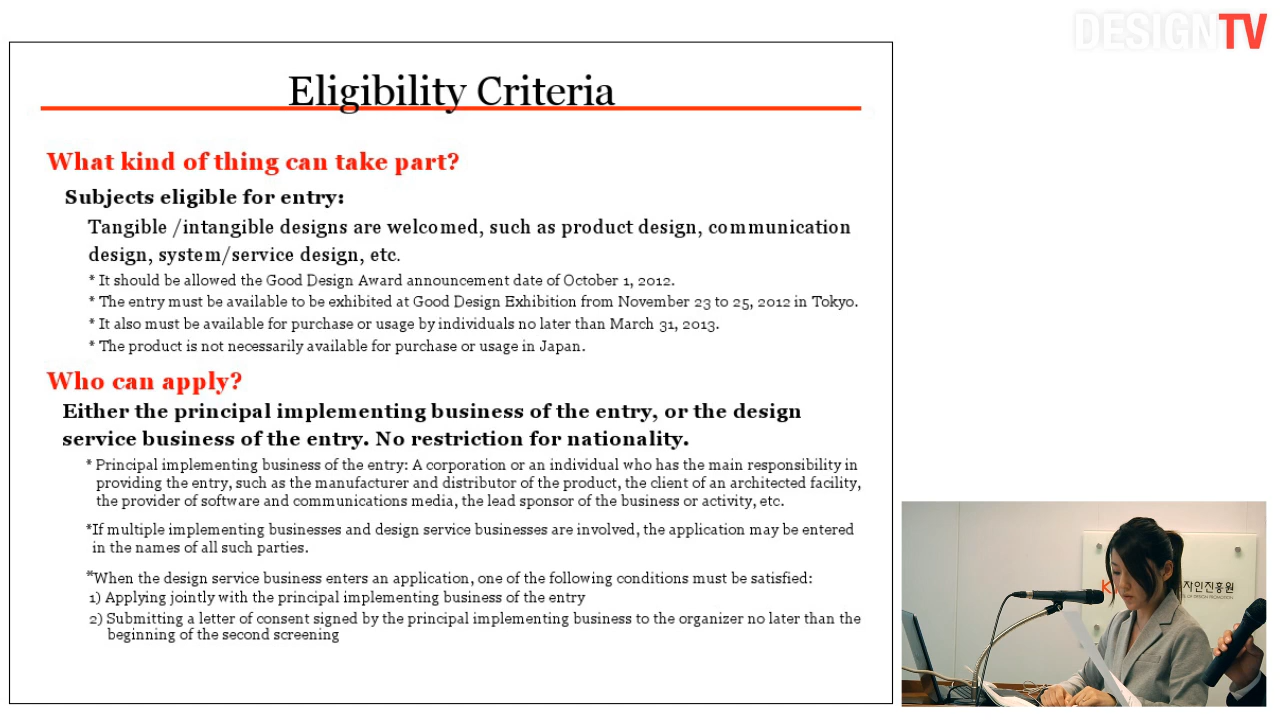 DESIGNTV
Eligibility Criteria
What kind of thing can take part?
Subjects eligible for entry:
Tangible /intangible designs are welcomed, such as product design, communication
design, system/service design, etc.
* It should be allowed the Good Design Award announcement date of October 1, 2012.
* The entry must be available to be exhibited at Good Design Exhibition from November 23 to 25, 2012 in Tokyo.
* It also must be available for purchase or usage by individuals no later than March 31, 2013.
* The product is not necessarily available for purchase or usage in Japan.
Who can apply?
Either the principal implementing business of the entry, or the design
service business of the entry. No restriction for nationality.
* Principal implementing business of the entry: A corporation or an individual who has the main responsibility in
providing the entry, such as the manufacturer and distributor of the product, the client of an architected facility,
the provider of software and communications media, the lead sponsor of the business or activity, etc.
*If multiple implementing businesses and design service businesses are involved, the application may be entered
in the names of all such parties.
*When the design service business enters an application, one of the following conditions must be satisfied:
1) Applying jointly with the principal implementing business of the entry
2) Submitting a letter of consent signed by the principal implementing business to the organizer no later than the
beginning of the second screening
자인진흥원